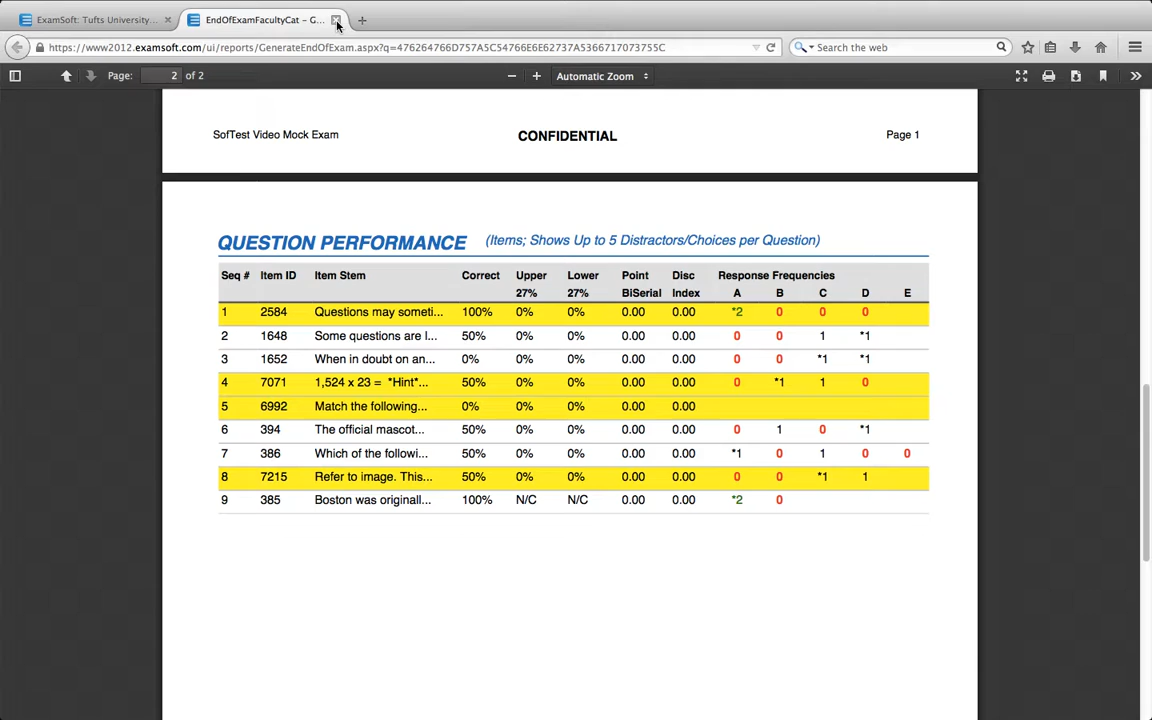 ExamSoft: Tufts University... × EndOfExamFacultyCat – G... × +
https://www2012.examsoft.com/ui/reports/GenerateEndOfExam.aspx?q=476264766D757A5C54766E6E62737A5366717073755C Search the web
Page: 2 of 2 Automatic Zoom
SofTest Video Mock Exam CONFIDENTIAL Page 1
QUESTION PERFORMANCE (Items; Shows Up to 5 Distractors/Choices per Question)
Seq # Item ID Item Stem Correct Upper Lower Point Disc Response Frequencies
27% 27% BiSerial Index A B C D E
1 2584 Questions may someti... 100% 0% 0% 0.00 0.00 *2 0 0 0
2 1648 Some questions are l... 50% 0% 0% 0.00 0.00 0 0 1 *1
3 1652 When in doubt on an... 0% 0% 0% 0.00 0.00 0 0 *1 *1
4 7071 1,524 x 23 = *Hint*... 50% 0% 0% 0.00 0.00 0 *1 1 0
5 6992 Match the following... 0% 0% 0% 0.00 0.00
6 394 The official mascot... 50% 0% 0% 0.00 0.00 0 1 0 *1
7 386 Which of the followi... 50% 0% 0% 0.00 0.00 *1 0 1 0 0
8 7215 Refer to image. This... 50% 0% 0% 0.00 0.00 0 0 *1 1
9 385 Boston was originall... 100% N/C N/C 0.00 0.00 *2 0